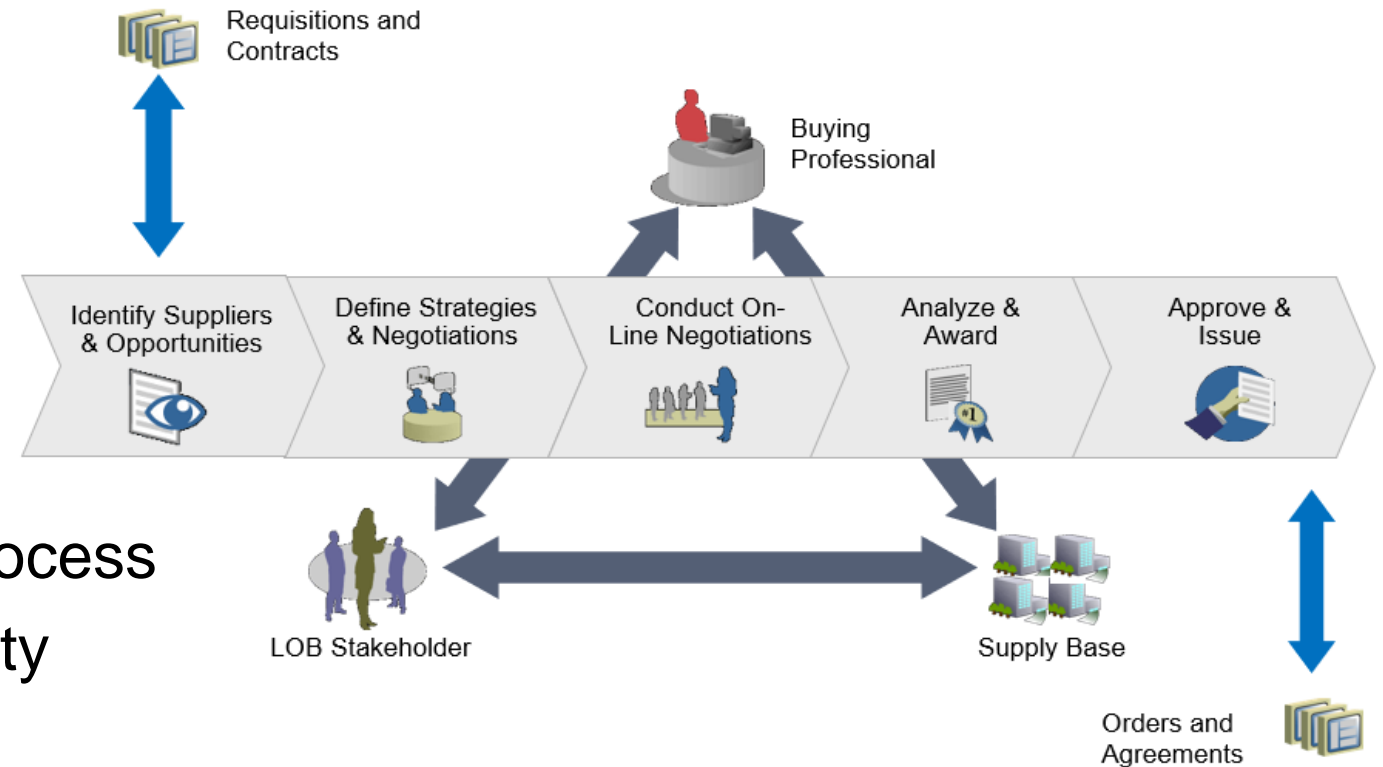 Requisitions and
Contracts
Buying
Professional
Identify Suppliers
& Opportunities
Define Strategies
& Negotiations
Conduct On-
Line Negotiations
Analyze &
Award
#1
Approve &
Issue
ocess
ty
LOB Stakeholder
Supply Base
Orders and
Agreements